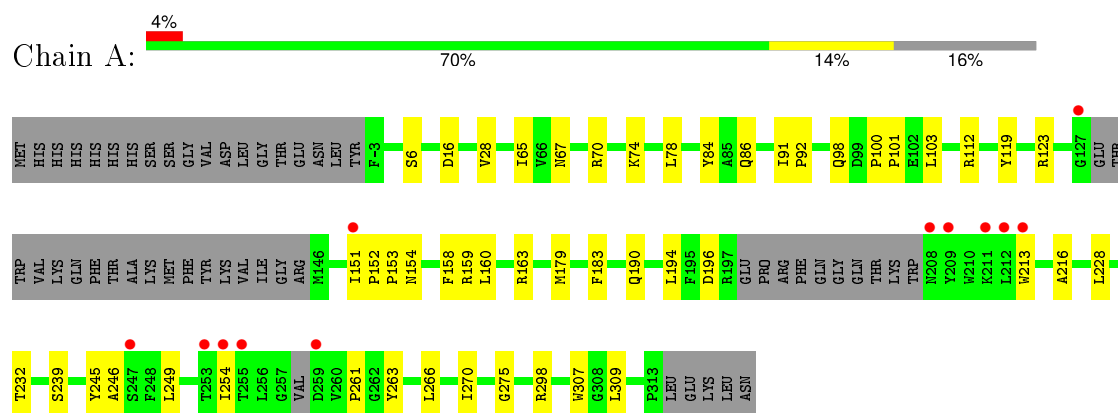 4%
Chain A:
70% 14% 16%
MET HIS HIS HIS HIS HIS HIS SER SER GLY VAL ASP LEU GLY THR GLU ASN LEU TYR F-3 S6 D16 V28 I65 V66 N67 R70 K74 L78 Y84 A85 Q86 I91 P92 Q98 D99 P100 P101 E102 L103 R112 Y119 R123 G127 GLU THR
TRP VAL LYS GLN PHE THR ALA LYS MET PHE TYR LYS VAL ILE GLY ARG M146 I151 P152 P153 N154 F158 R159 L160 R163 M179 F183 Q190 L194 F195 D196 R197 GLU PRO ARG PHE GLN GLY GLN THR LYS TRP N208 Y209 W210 K211 L212 W213 A216 L228
T232 S239 Y245 A246 S247 F248 L249 T253 I254 T255 L256 G257 VAL D259 V260 P261 G262 Y263 L266 I270 G275 R298 W307 G308 L309 P313 LEU GLU LYS LEU ASN